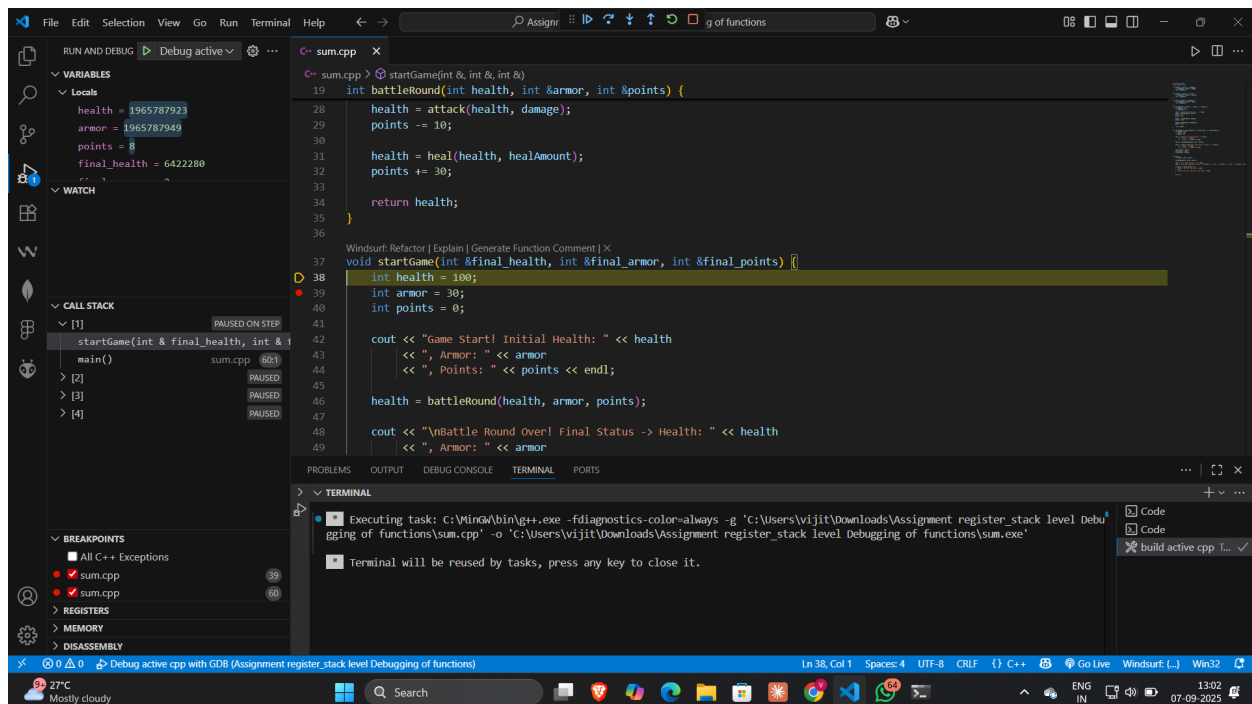 File Edit Selection View Go Run Terminal Help
Assignr
g of functions
RUN AND DEBUG
Debug active
sum.cpp
VARIABLES
Locals
health = 1965787923
armor = 1965787949
points = 8
final_health = 6422280
WATCH
CALL STACK
[1] PAUSED ON STEP
startGame(int & final_health, int & f
main() sum.cpp 60:1
[2] PAUSED
[3] PAUSED
[4] PAUSED
BREAKPOINTS
All C++ Exceptions
sum.cpp 39
sum.cpp 60
REGISTERS
MEMORY
DISASSEMBLY
sum.cpp > startGame(int &, int &, int &)
19 int battleRound(int health, int &armor, int &points) {
28 health = attack(health, damage);
29 points -= 10;
30
31 health = heal(health, healAmount);
32 points += 30;
33
34 return health;
35 }
36
Windsurf: Refactor | Explain | Generate Function Comment | ×
37 void startGame(int &final_health, int &final_armor, int &final_points) {
38 int health = 100;
39 int armor = 30;
40 int points = 0;
41
42 cout << "Game Start! Initial Health: " << health
43 << ", Armor: " << armor
44 << ", Points: " << points << endl;
45
46 health = battleRound(health, armor, points);
47
48 cout << "\nBattle Round Over! Final Status -> Health: " << health
49 << ", Armor: " << armor
PROBLEMS OUTPUT DEBUG CONSOLE TERMINAL PORTS
TERMINAL
* Executing task: C:\MinGW\bin\g++.exe -fdiagnostics-color=always -g 'C:\Users\vijit\Downloads\Assignment register_stack level Debu
gging of functions\sum.cpp' -o 'C:\Users\vijit\Downloads\Assignment register_stack level Debugging of functions\sum.exe'
* Terminal will be reused by tasks, press any key to close it.
Code
Code
build active cpp T...
0 0 Debug active cpp with GDB (Assignment register_stack level Debugging of functions)
Ln 38, Col 1 Spaces: 4 UTF-8 CRLF {} C++ Go Live Windsurf: {...} Win32
9+
27°C
Mostly cloudy
Search
V
64
ENG
IN
13:02
07-09-2025